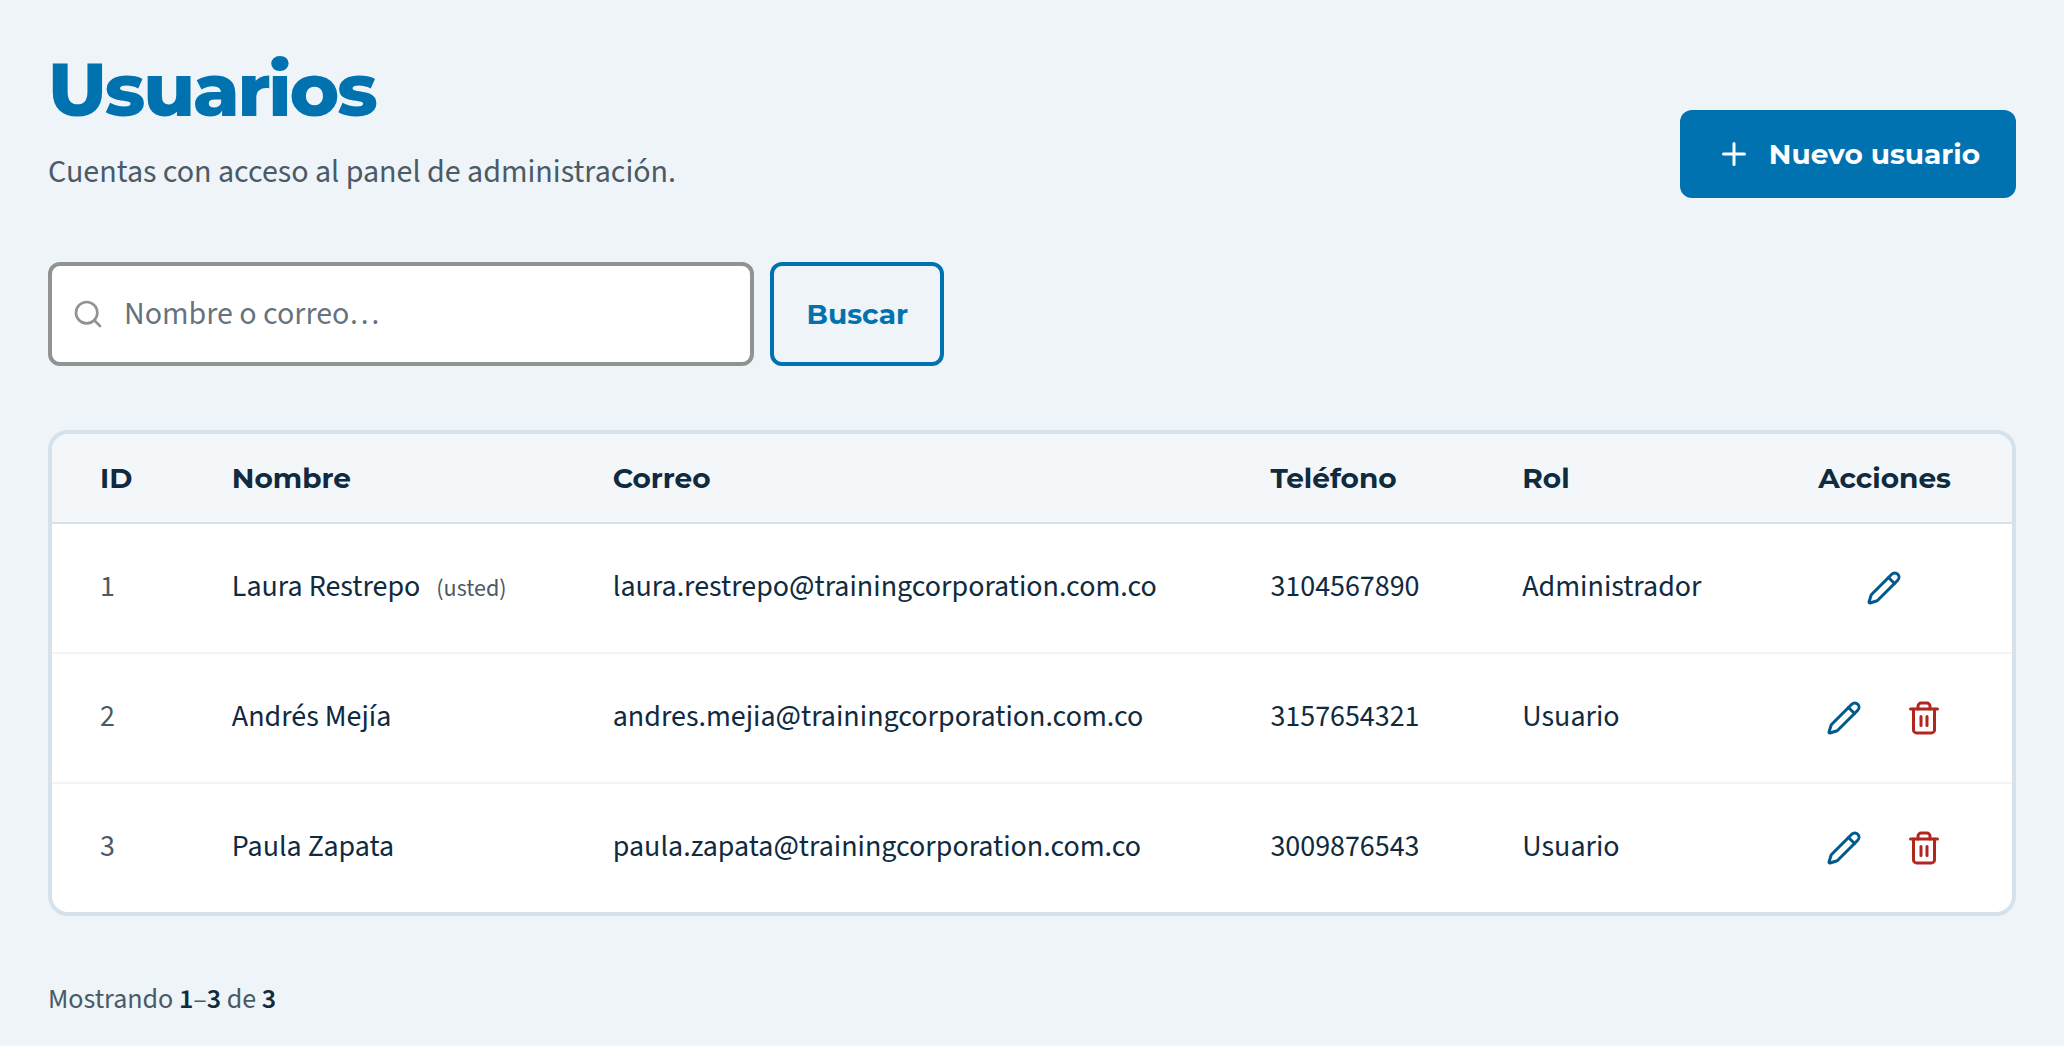 Usuarios
Cuentas con acceso al panel de administración.
+ Nuevo usuario
Nombre o correo…
Buscar
ID Nombre Correo Teléfono Rol Acciones
1 Laura Restrepo (usted) laura.restrepo@trainingcorporation.com.co 3104567890 Administrador
2 Andrés Mejía andres.mejia@trainingcorporation.com.co 3157654321 Usuario
3 Paula Zapata paula.zapata@trainingcorporation.com.co 3009876543 Usuario
Mostrando 1–3 de 3